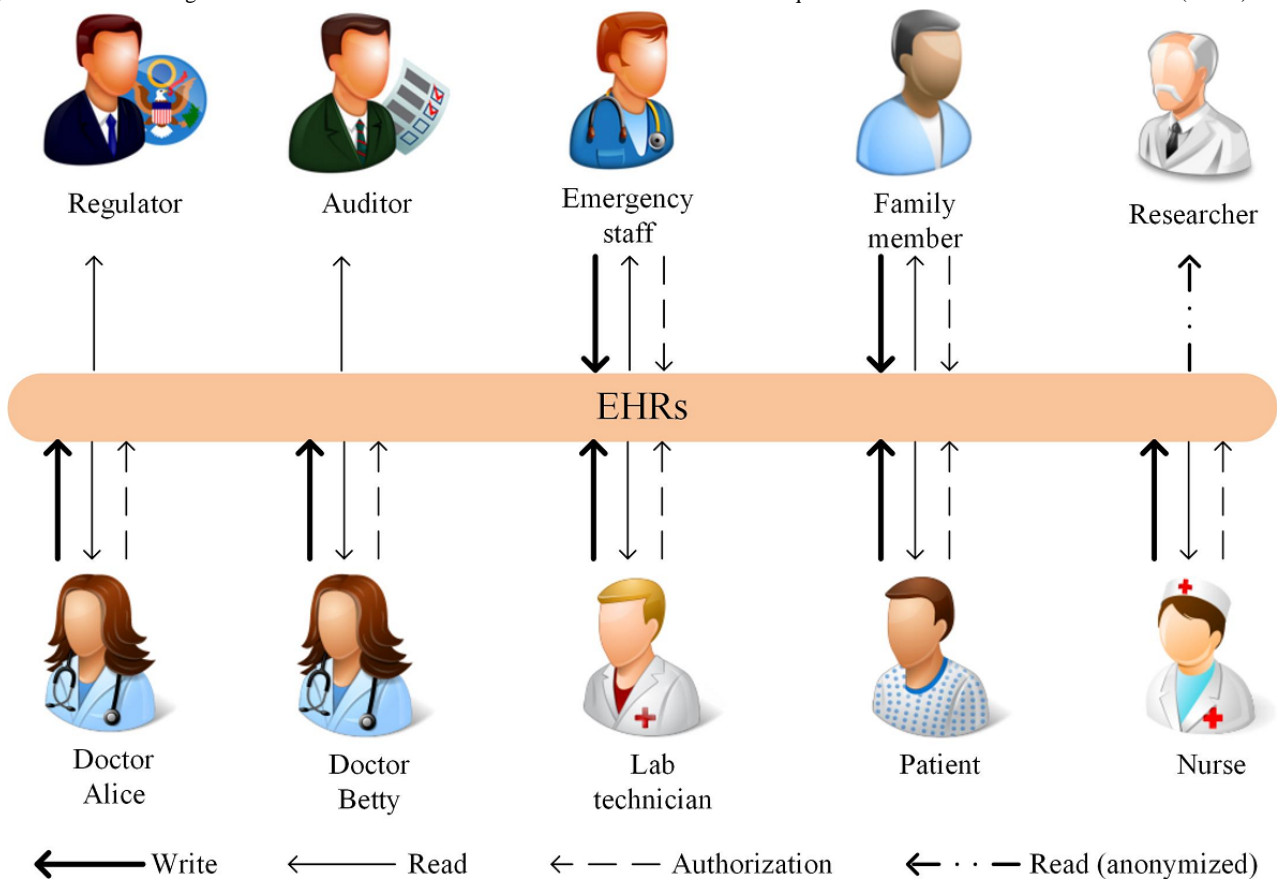 Regulator
Auditor
Emergency
staff
Family
member
Researcher
EHRs
Doctor
Alice
Doctor
Betty
Lab
technician
Patient
Nurse
Write
Read
Authorization
Read (anonymized)